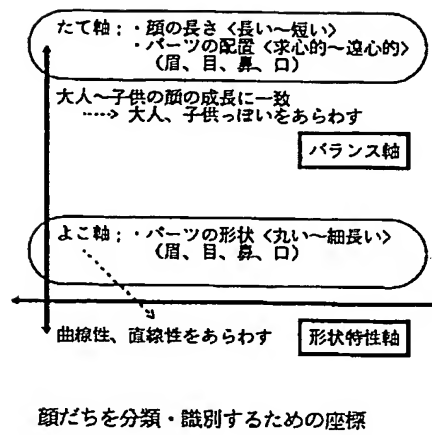 たて軸；・顔の長さ〈長い～短い〉
・パーツの配置〈求心的～遠心的〉
（眉、目、鼻、口）
大人～子供の顔の成長に一致
大人、子供っぽいをあらわす
バランス軸
よこ軸；・パーツの形状〈丸い～細長い〉
（眉、目、鼻、口）
曲線性、直線性をあらわす
形状特性軸
顔だちを分類・識別するための座標